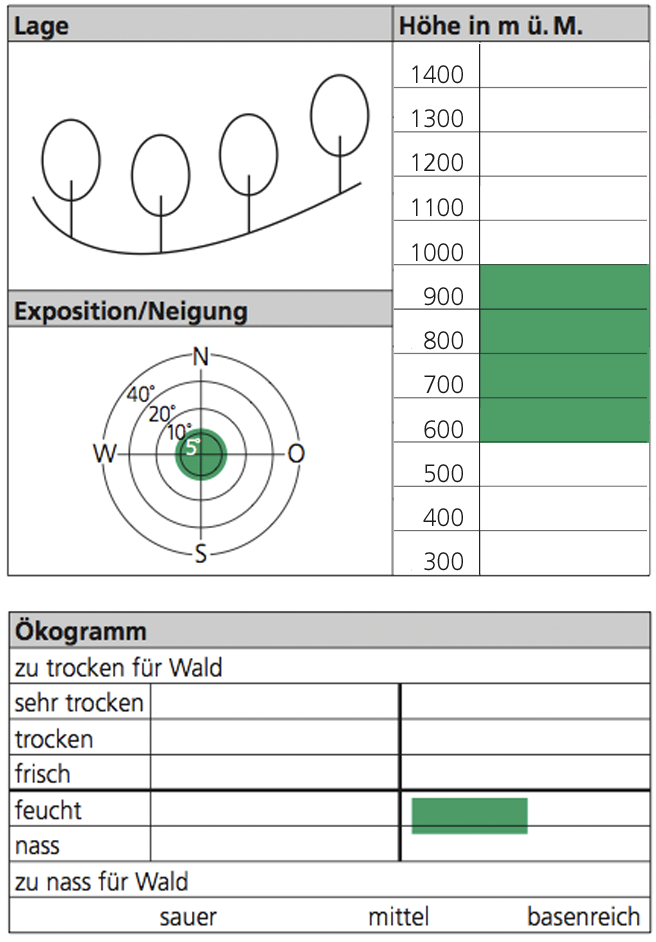 Lage
Höhe in m ü. M.
1400
1300
1200
1100
1000
900
800
700
600
500
400
300
Exposition/Neigung
N
40°
20°
10°
5°
W
O
S
Ökogramm
zu trocken für Wald
sehr trocken
trocken
frisch
feucht
nass
zu nass für Wald
sauer mittel basenreich